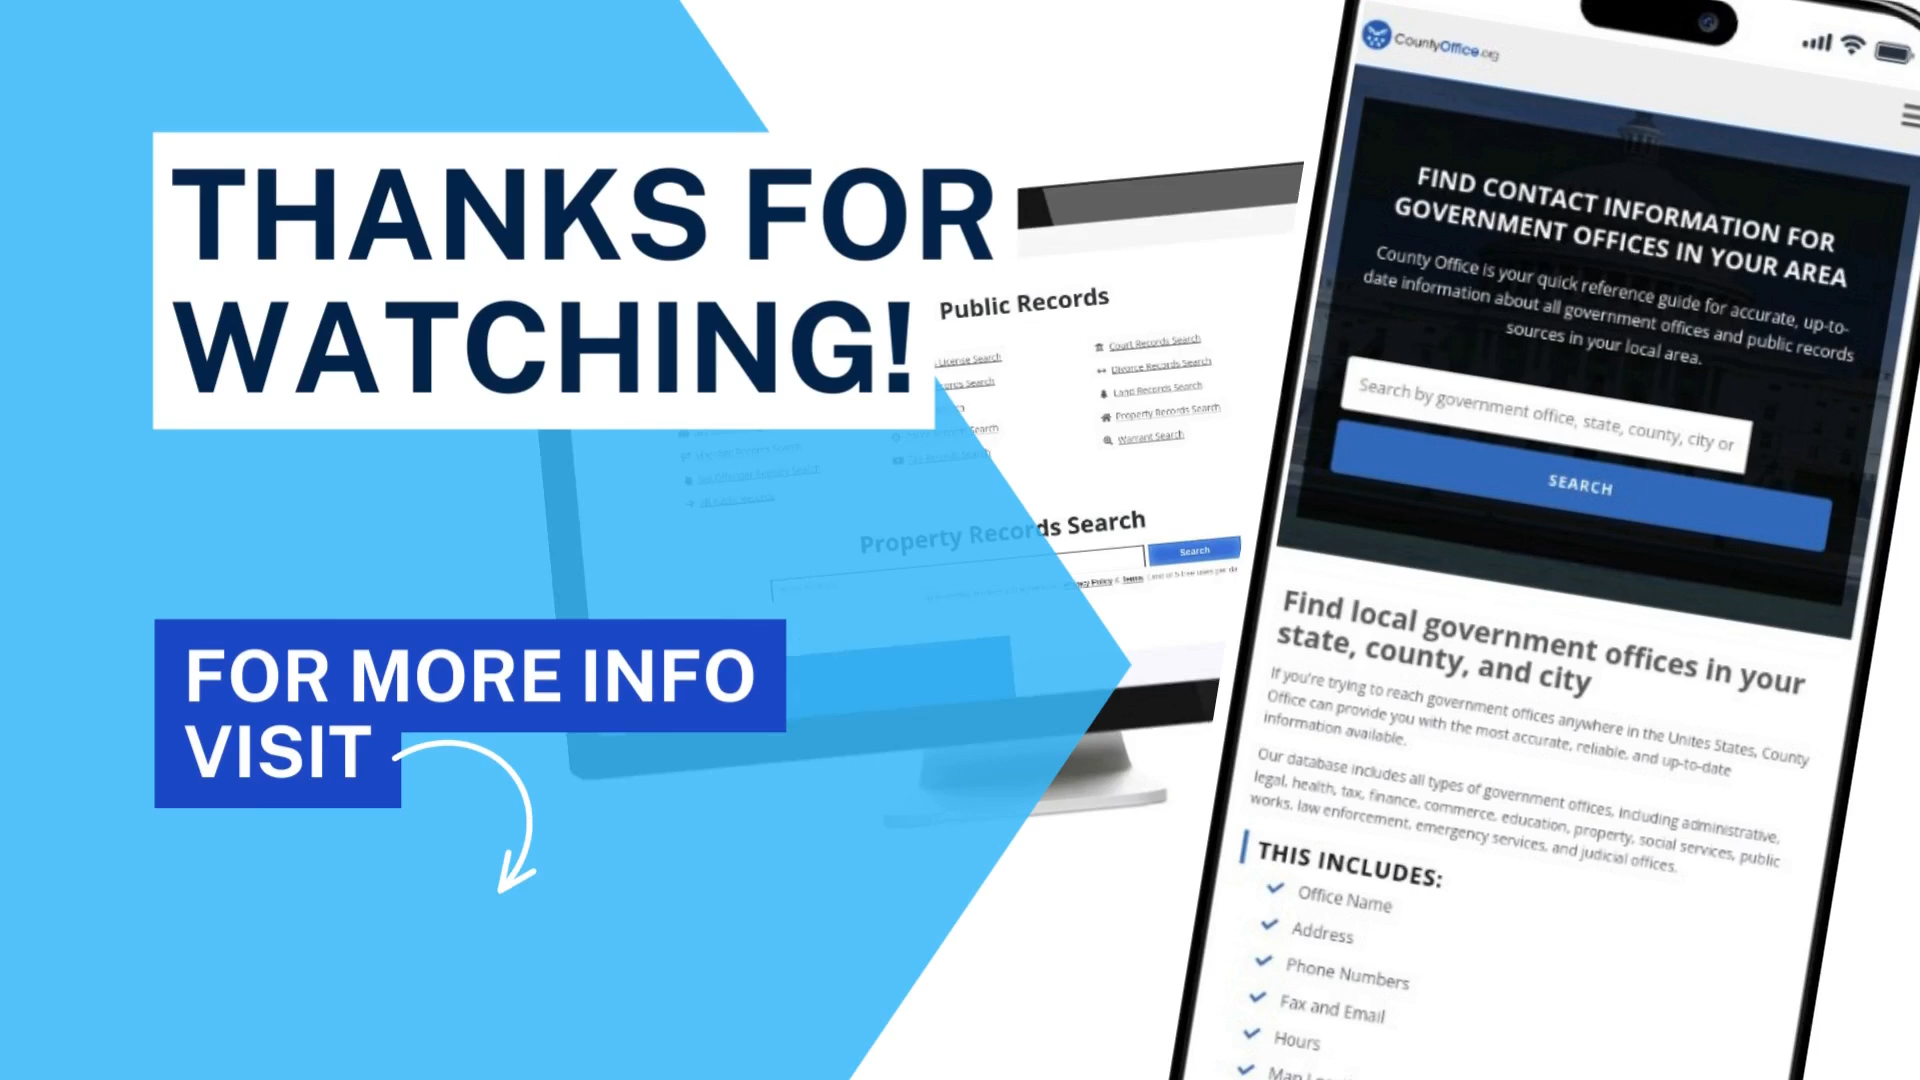 THANKS FOR
WATCHING!
FOR MORE INFO
VISIT
Public Records
License Search
Search
Search
Court Records Search
Divorce Records Search
Land Records Search
Property Records Search
Warrant Search
Property Records Search
Search
Policy & Terms
CountyOffice.org
FIND CONTACT INFORMATION FOR
GOVERNMENT OFFICES IN YOUR AREA
County Office is your quick reference guide for accurate, up-to-
date information about all government offices and public records
sources in your local area.
Search by government office, state, county, city or
SEARCH
Find local government offices in your
state, county, and city
If you're trying to reach government offices anywhere in the Unites States, County
Office can provide you with the most accurate, reliable, and up-to-date
information available.
Our database includes all types of government offices, including administrative,
legal, health, tax, finance, commerce, education, property, social services, public
works, law enforcement, emergency services, and judicial offices.
THIS INCLUDES:
Office Name
Address
Phone Numbers
Fax and Email
Hours